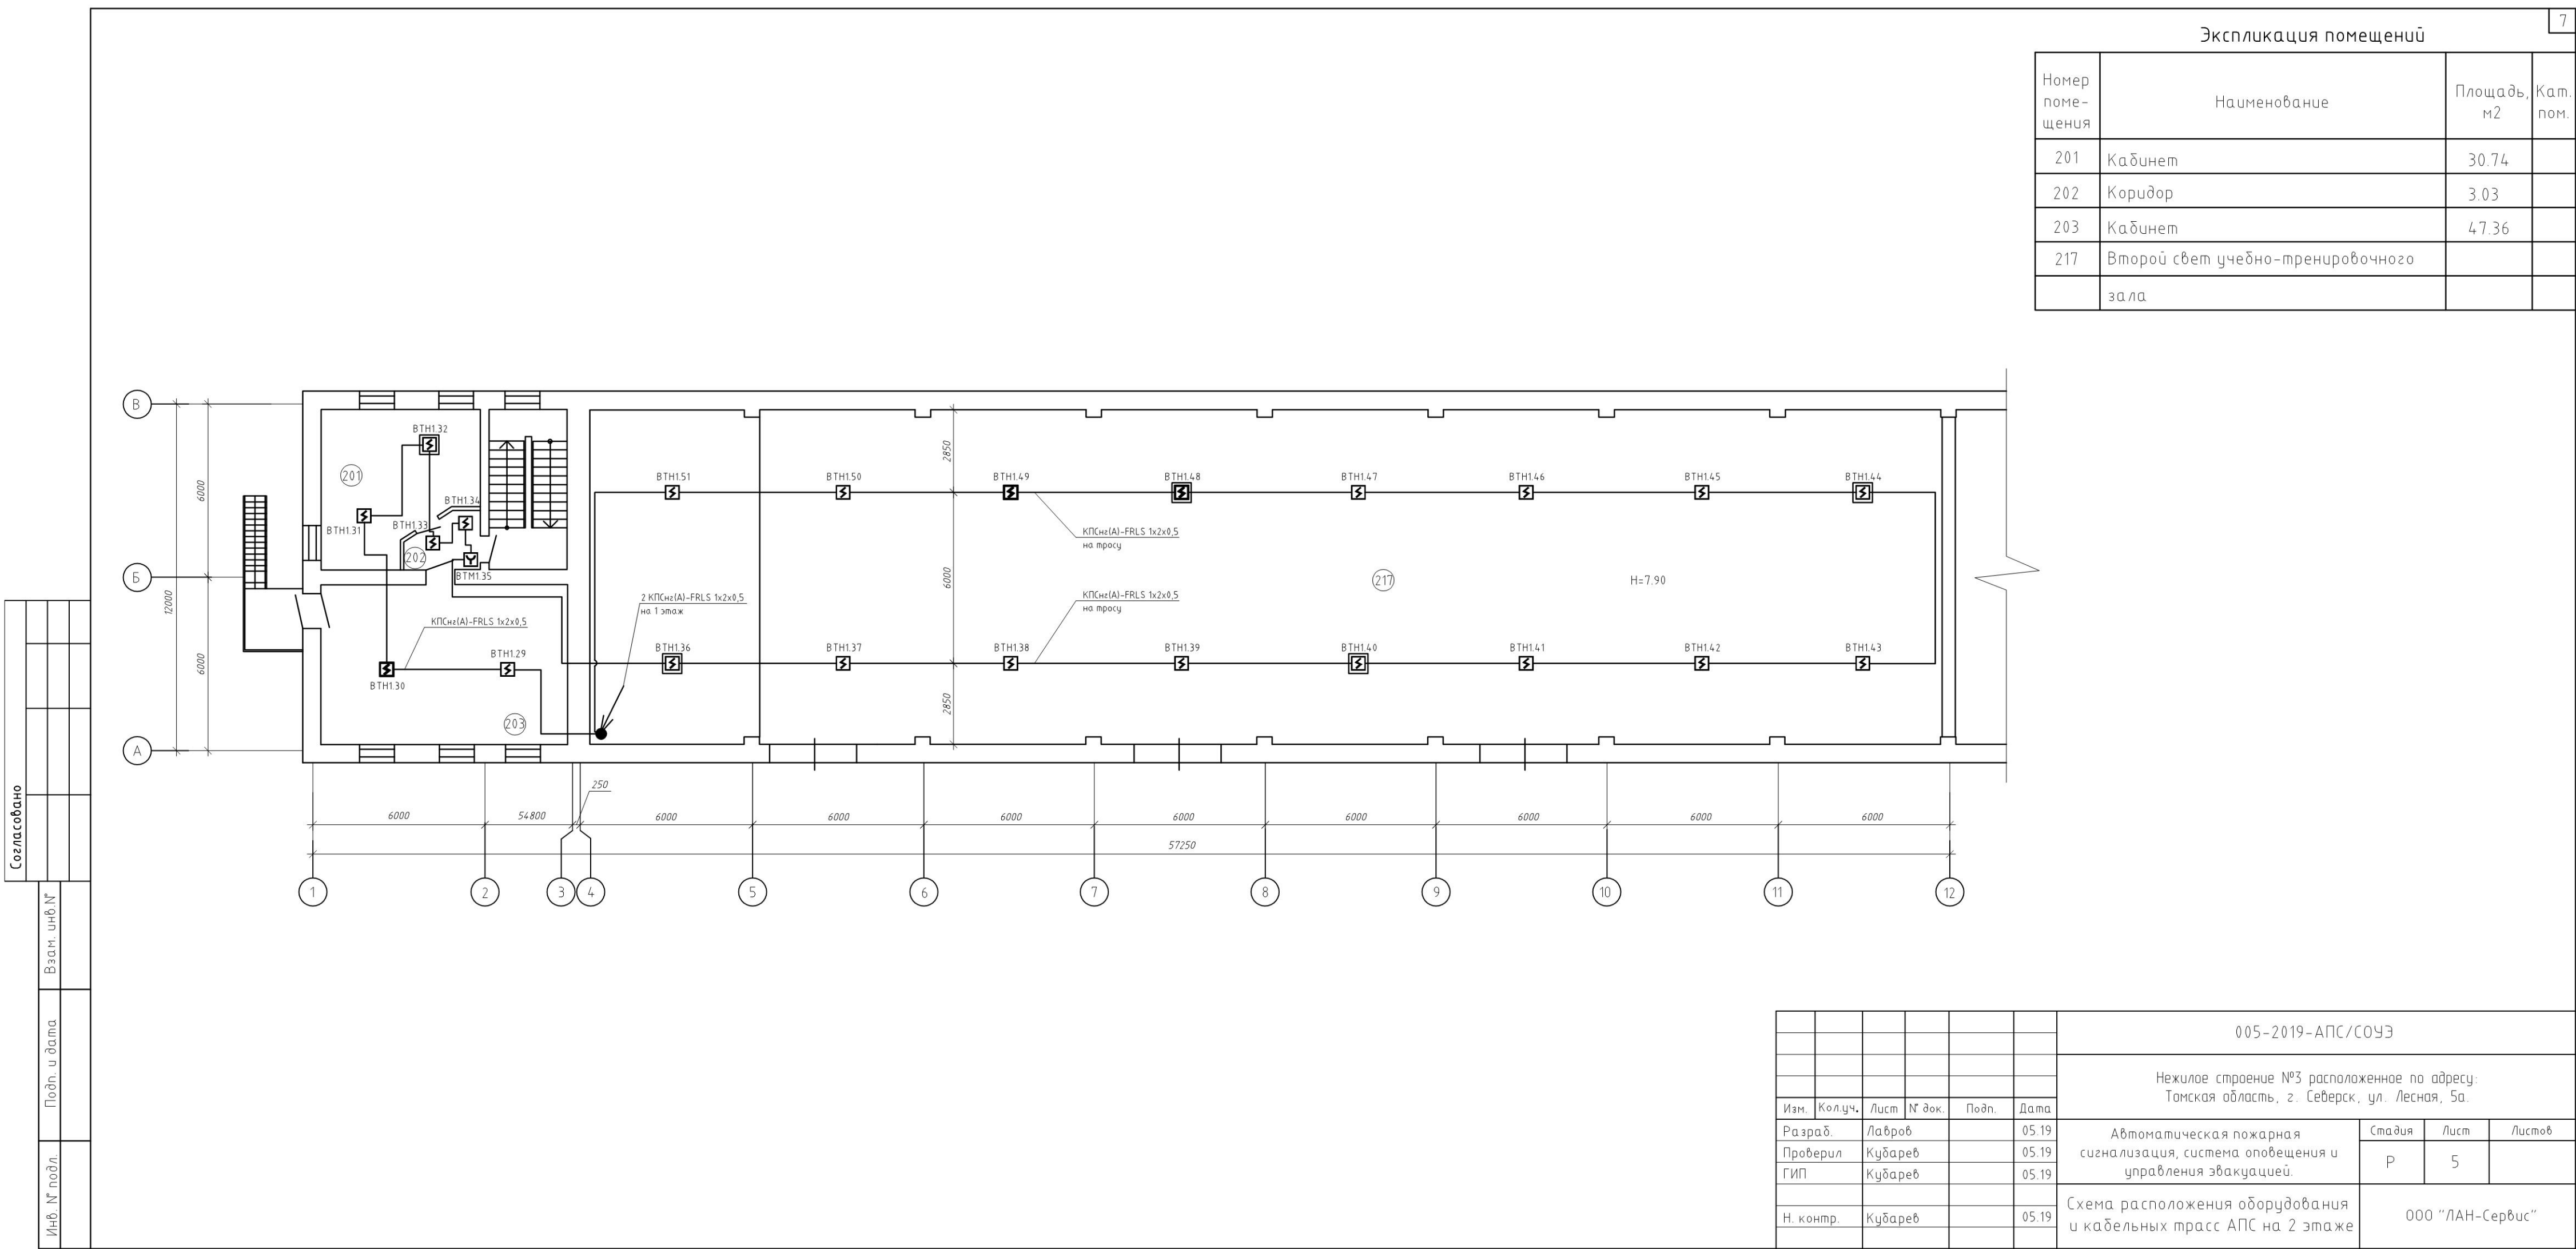 7
Экспликация помещений
Номер поме- щения
Наименование
Площадь, м2
Кат. пом.
201 Кабинет 30.74
202 Коридор 3.03
203 Кабинет 47.36
217 Второй свет учебно-тренировочного
зала
В
Б
А
12000
6000
6000
201
ВТН1.32
ВТН1.31
ВТН1.33
ВТН1.34
202
ВТМ1.35
КПСнг(А)-FRLS 1х2х0,5
ВТН1.29
ВТН1.30
203
2 КПСнг(А)-FRLS 1х2х0,5
на 1 этаж
ВТН1.51
ВТН1.50
ВТН1.49
ВТН1.48
ВТН1.47
ВТН1.46
ВТН1.45
ВТН1.44
2850
6000
2850
КПСнг(А)-FRLS 1х2х0,5
на тросу
КПСнг(А)-FRLS 1х2х0,5
на тросу
217
Н=7.90
ВТН1.36
ВТН1.37
ВТН1.38
ВТН1.39
ВТН1.40
ВТН1.41
ВТН1.42
ВТН1.43
250
6000 54800 6000 6000 6000 6000 6000 6000 6000 6000
57250
1 2 3 4 5 6 7 8 9 10 11 12
Согласовано
Взам. инв.N°
Подп. и дата
Инв. N° подл.
005-2019-АПС/СОУЭ
Нежилое строение №3 расположенное по адресу:
Томская область, г. Северск, ул. Лесная, 5а.
Изм. Кол.уч. Лист N° док. Подп. Дата
Разраб. Лавров 05.19
Проверил Кубарев 05.19
ГИП Кубарев 05.19
Н. контр. Кубарев 05.19
Автоматическая пожарная
сигнализация, система оповещения и
управления эвакуацией.
Стадия Лист Листов
Р 5
Схема расположения оборудования
и кабельных трасс АПС на 2 этаже
ООО "ЛАН-Сервис"